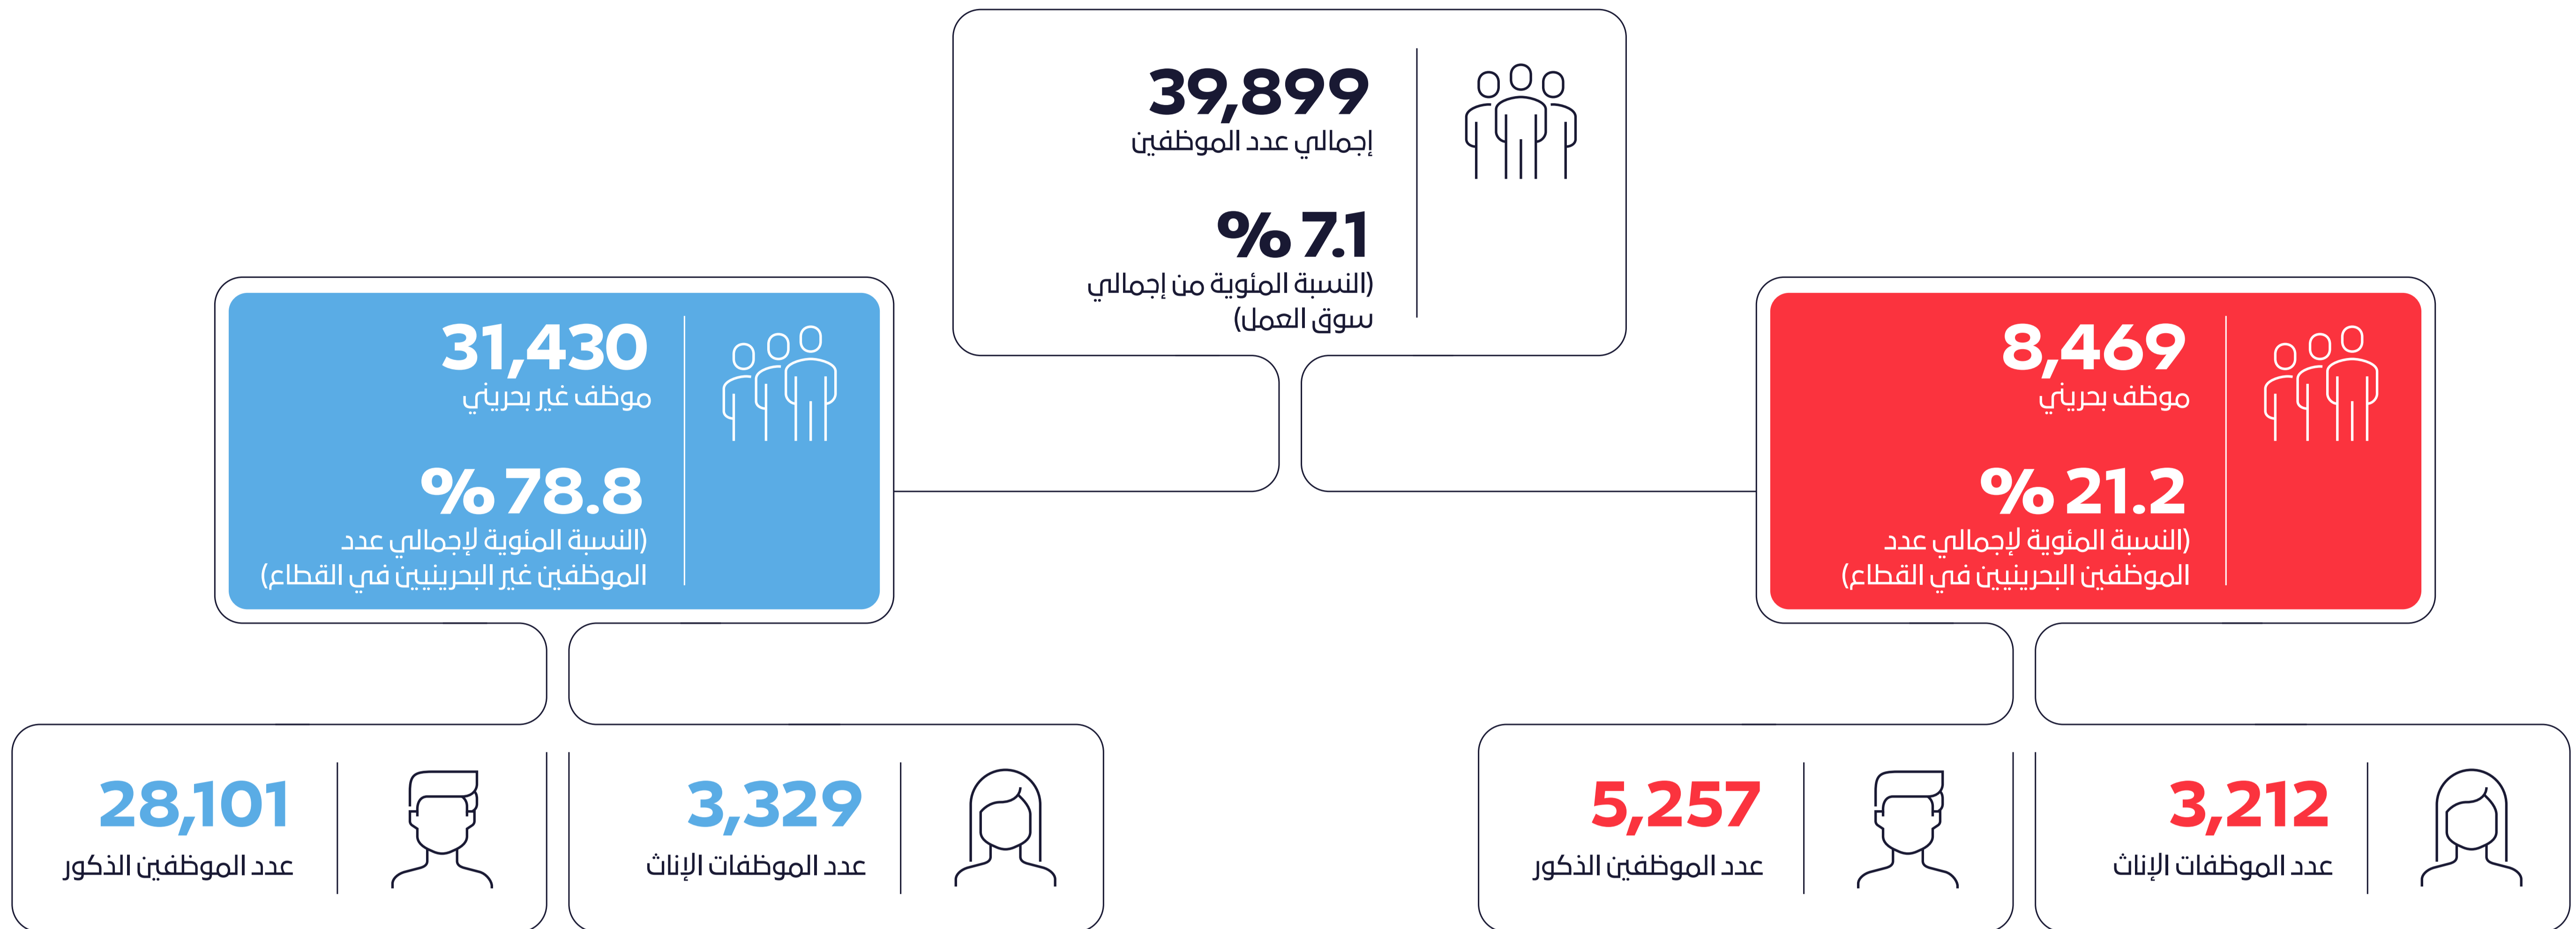 39,899
إجمالي عدد الموظفين
% 7.1
(النسبة المئوية من إجمالي
سوق العمل)
8,469
موظف بحريني
% 21.2
(النسبة المئوية لإجمالي عدد
الموظفين البحرينيين في القطاع)
31,430
موظف غير بحريني
% 78.8
(النسبة المئوية لإجمالي عدد
الموظفين غير البحرينيين في القطاع)
3,212
عدد الموظفات الإناث
5,257
عدد الموظفين الذكور
3,329
عدد الموظفات الإناث
28,101
عدد الموظفين الذكور